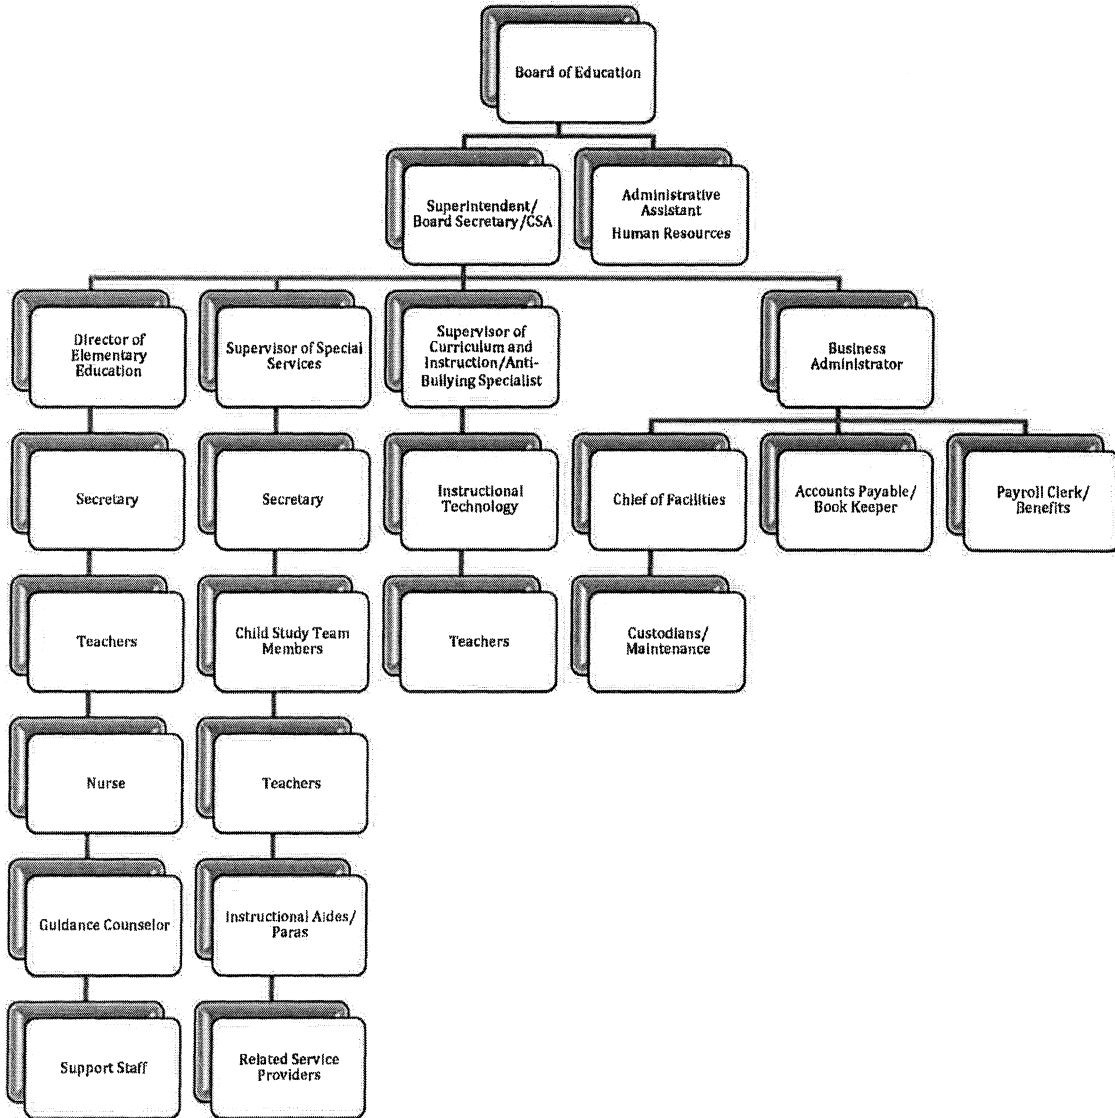 Board of Education
Superintendent/
Board Secretary/CSA
Administrative
Assistant
Human Resources
Director of
Elementary
Education
Supervisor of Special
Services
Supervisor of
Curriculum and
Instruction/Anti-
Bullying Specialist
Business
Administrator
Secretary
Secretary
Instructional
Technology
Chief of Facilities
Accounts Payable/
Book Keeper
Payroll Clerk/
Benefits
Teachers
Child Study Team
Members
Teachers
Custodians/
Maintenance
Nurse
Teachers
Guidance Counselor
Instructional Aides/
Paras
Support Staff
Related Service
Providers